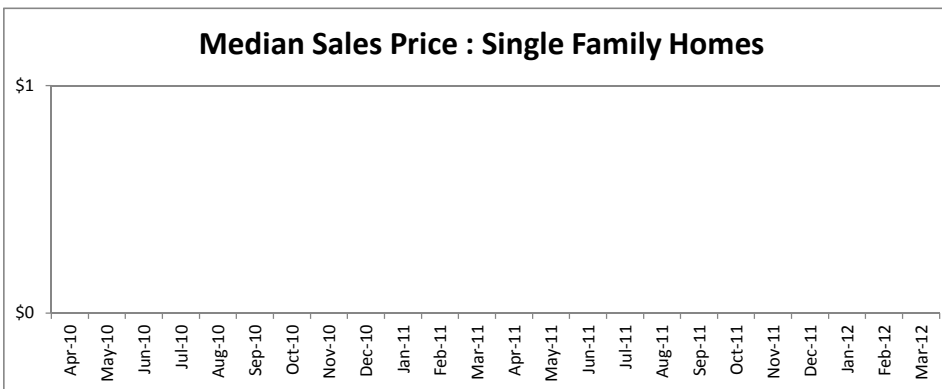 Median Sales Price : Single Family Homes
$1
$0
Apr-10
May-10
Jun-10
Jul-10
Aug-10
Sep-10
Oct-10
Nov-10
Dec-10
Jan-11
Feb-11
Mar-11
Apr-11
May-11
Jun-11
Jul-11
Aug-11
Sep-11
Oct-11
Nov-11
Dec-11
Jan-12
Feb-12
Mar-12